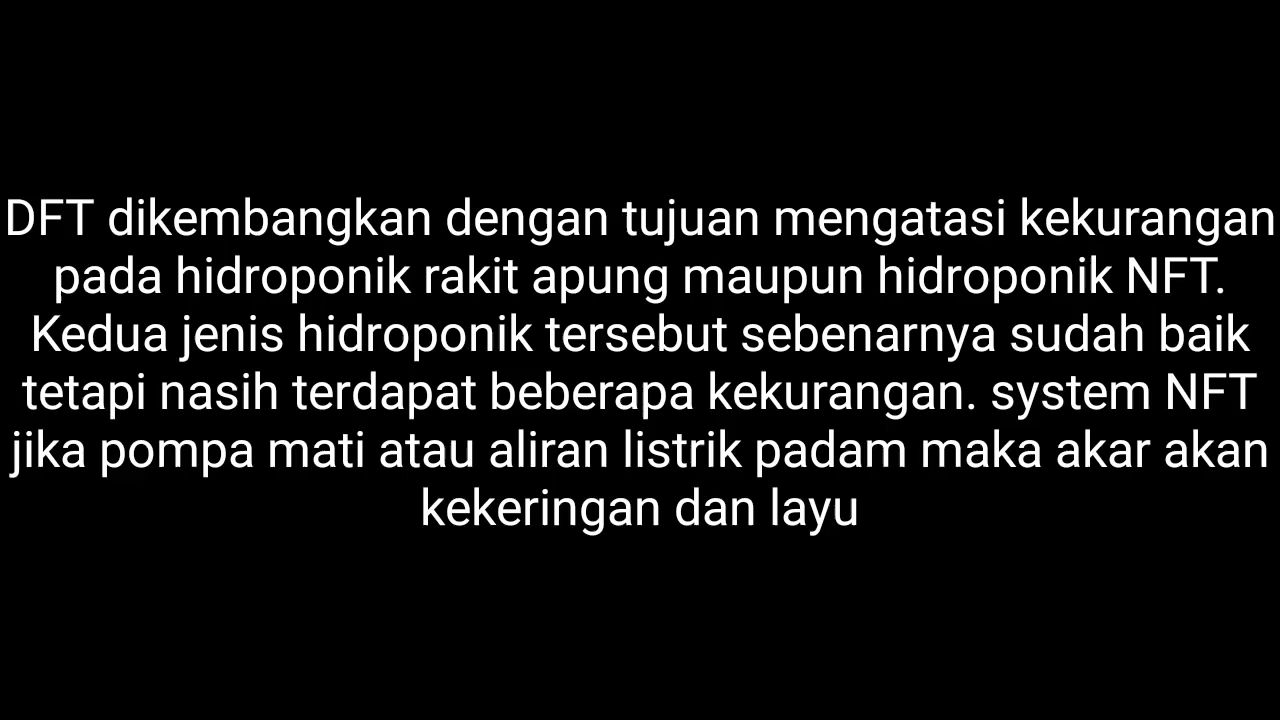 DFT dikembangkan dengan tujuan mengatasi kekurangan
pada hidroponik rakit apung maupun hidroponik NFT.
Kedua jenis hidroponik tersebut sebenarnya sudah baik
tetapi nasih terdapat beberapa kekurangan. system NFT
jika pompa mati atau aliran listrik padam maka akar akan
kekeringan dan layu